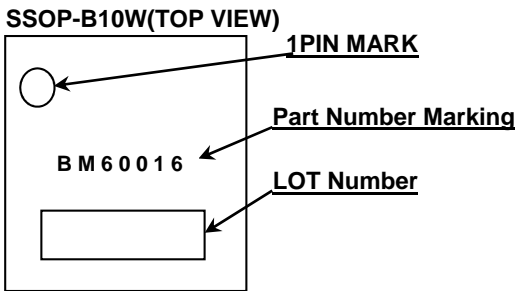 SSOP-B10W(TOP VIEW)
1PIN MARK
Part Number Marking
BM60016
LOT Number